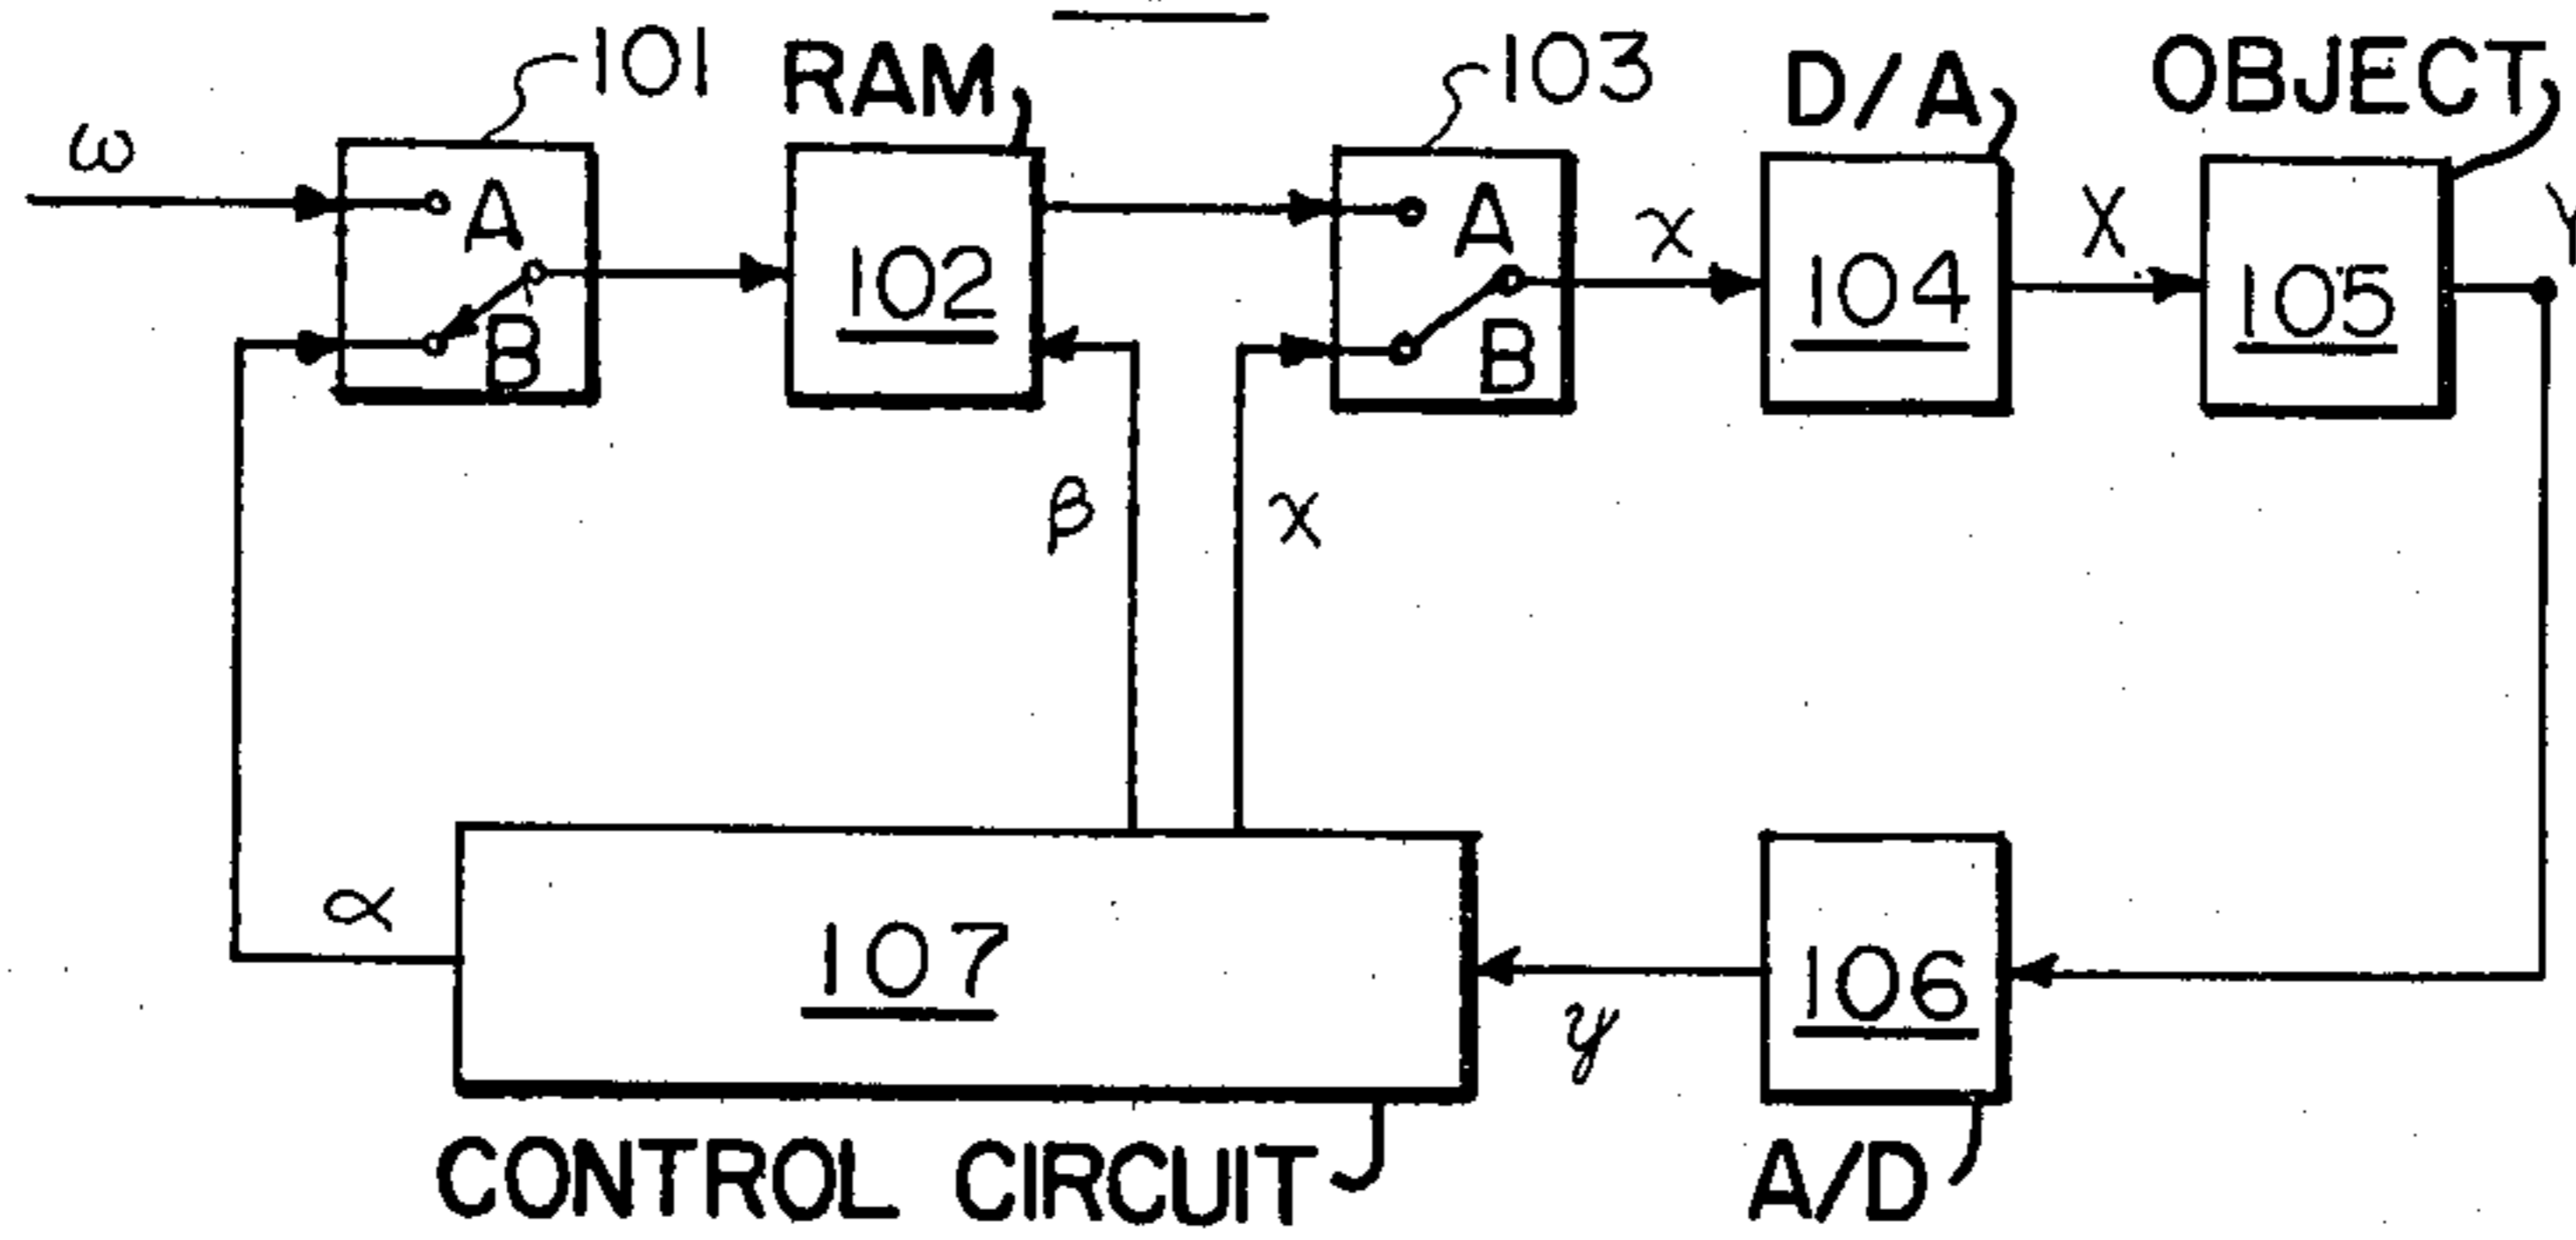 101 RAM 103 D/A OBJECT
ω A A x X Y
102 104 105
B B
β x
α 107 106
y
CONTROL CIRCUIT A/D